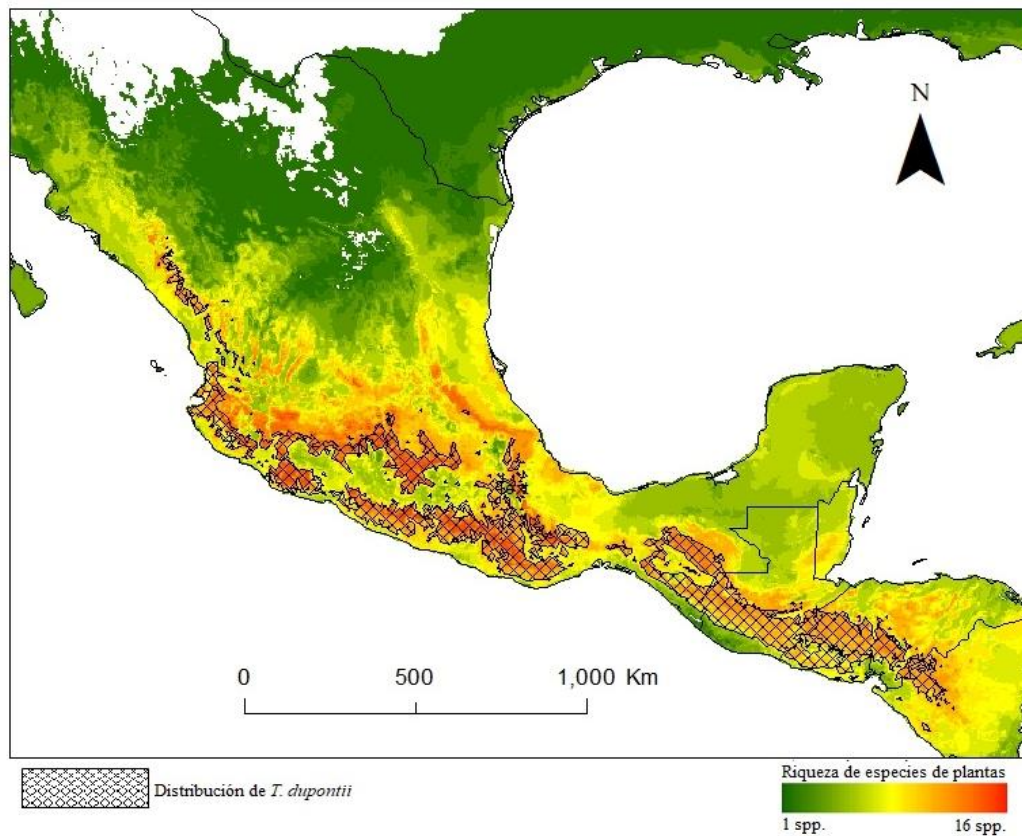 N
0 500 1,000 Km
Distribución de T. dupontii
Riqueza de especies de plantas
1 spp. 16 spp.